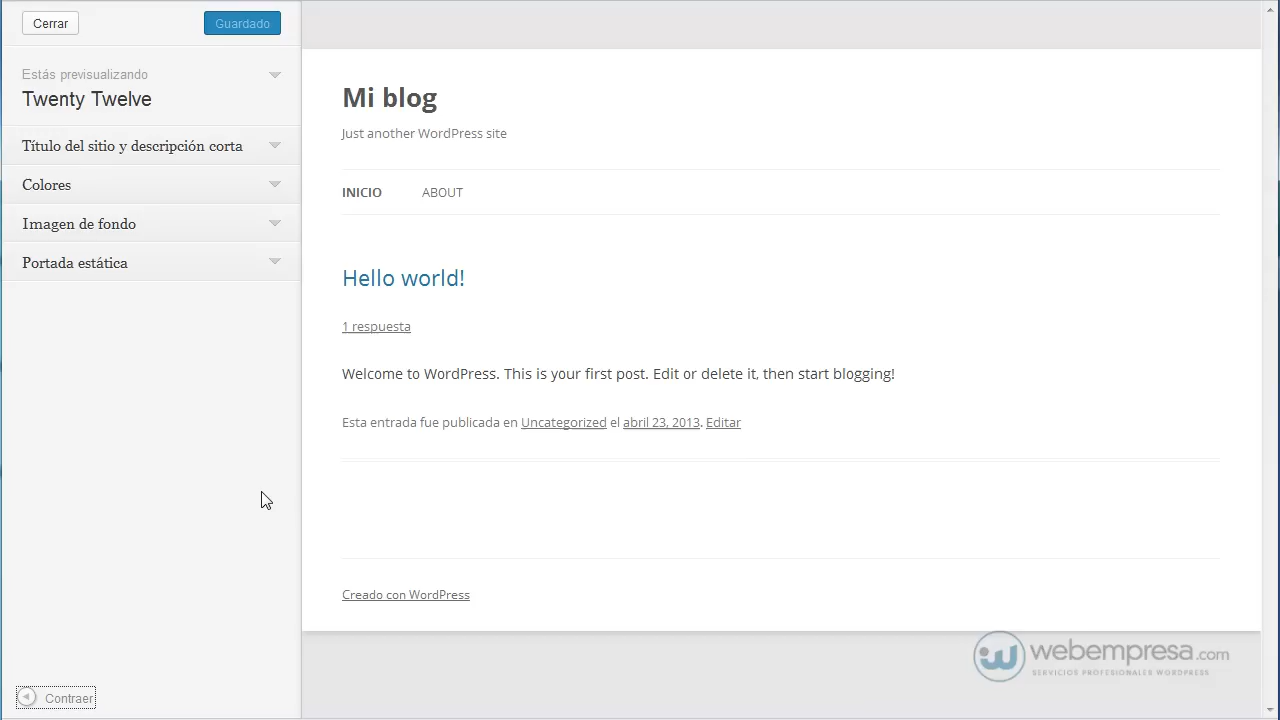 Cerrar
Guardado
Estás previsualizando
Twenty Twelve
Título del sitio y descripción corta
Colores
Imagen de fondo
Portada estática
Contraer
Mi blog
Just another WordPress site
INICIO ABOUT
Hello world!
1 respuesta
Welcome to WordPress. This is your first post. Edit or delete it, then start blogging!
Esta entrada fue publicada en Uncategorized el abril 23, 2013. Editar
Creado con WordPress
webempresa.com
SERVICIOS PROFESIONALES WORDPRESS